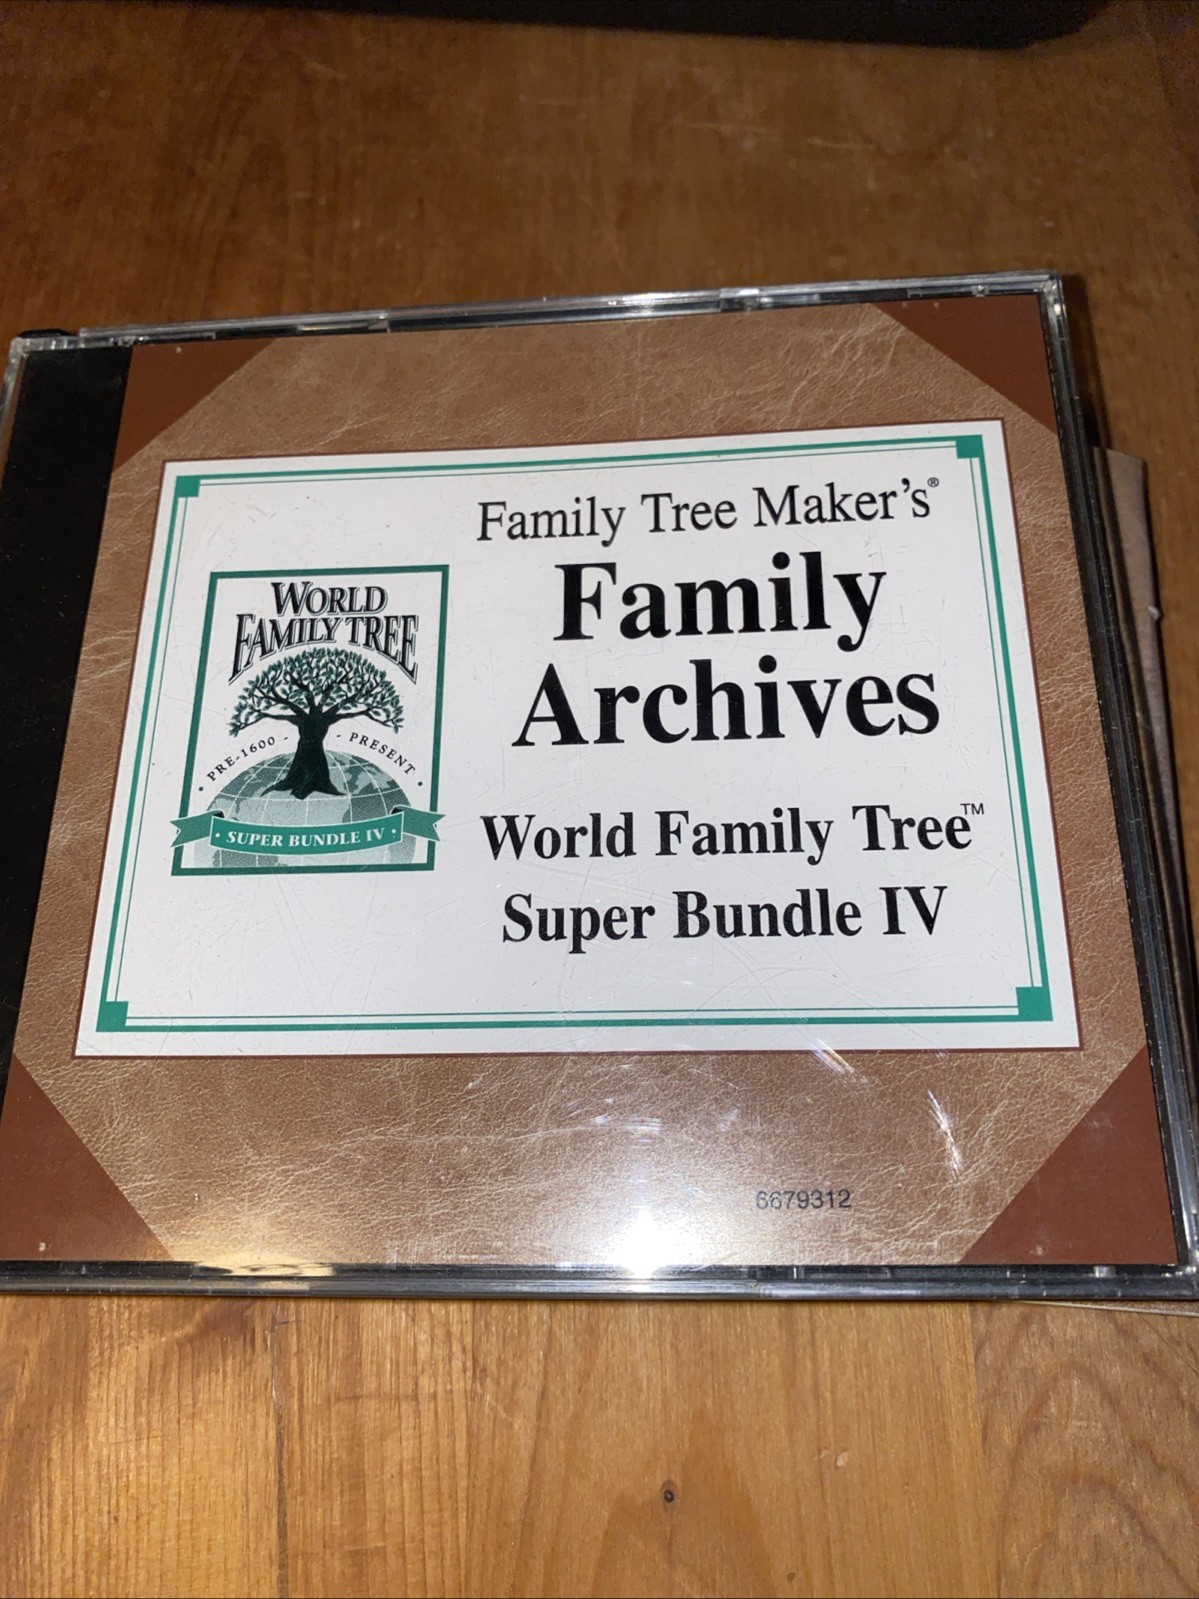 Family Tree Maker's®
Family
Archives
World Family Tree™
Super Bundle IV
WORLD
FAMILY TREE
PRE-1600 - - PRESENT
• SUPER BUNDLE IV •
6679312